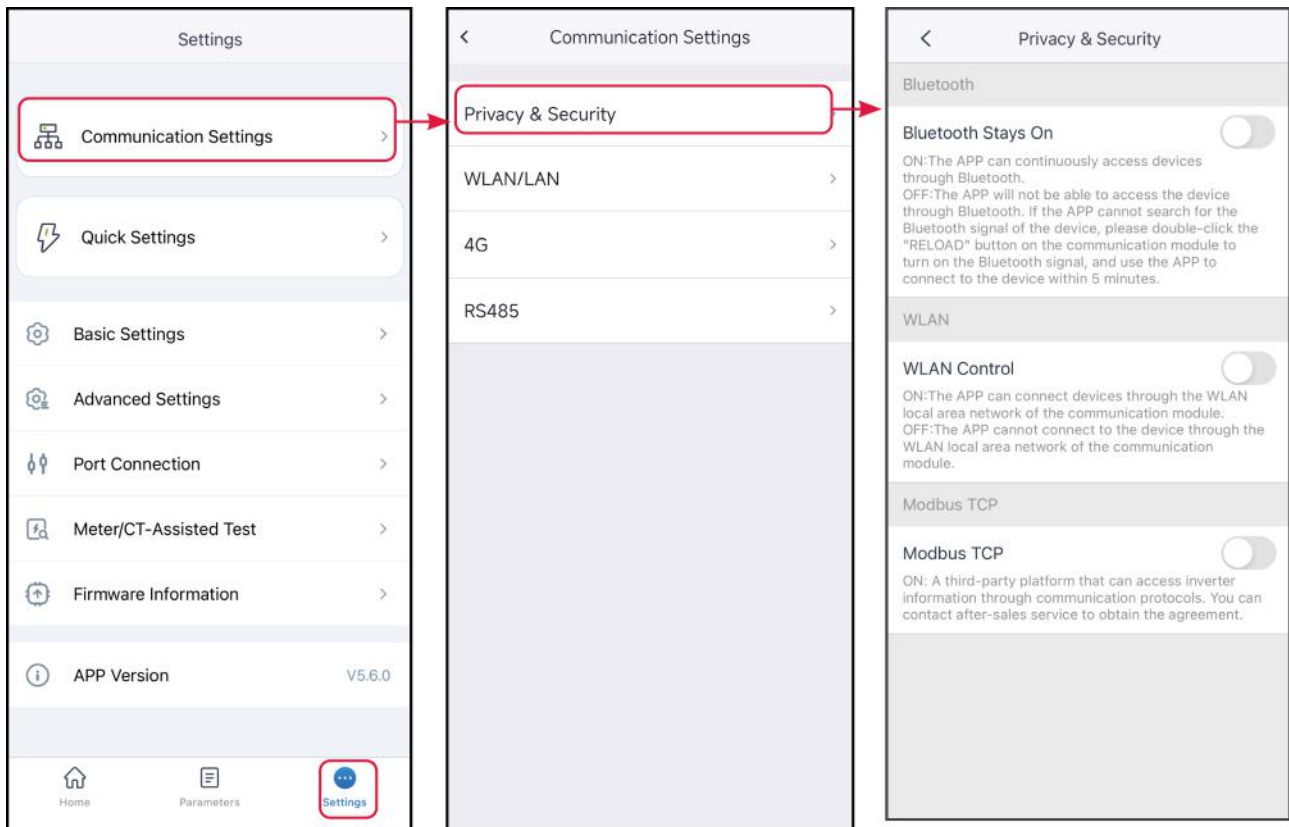 Settings
Communication Settings
Quick Settings
Basic Settings
Advanced Settings
Port Connection
Meter/CT-Assisted Test
Firmware Information
APP Version V5.6.0
Home Parameters Settings
Communication Settings
Privacy & Security
WLAN/LAN
4G
RS485
Privacy & Security
Bluetooth
Bluetooth Stays On
ON:The APP can continuously access devices
through Bluetooth.
OFF:The APP will not be able to access the device
through Bluetooth. If the APP cannot search for the
Bluetooth signal of the device, please double-click the
"RELOAD" button on the communication module to
turn on the Bluetooth signal, and use the APP to
connect to the device within 5 minutes.
WLAN
WLAN Control
ON:The APP can connect devices through the WLAN
local area network of the communication module.
OFF:The APP cannot connect to the device through the
WLAN local area network of the communication
module.
Modbus TCP
Modbus TCP
ON: A third-party platform that can access inverter
information through communication protocols. You can
contact after-sales service to obtain the agreement.